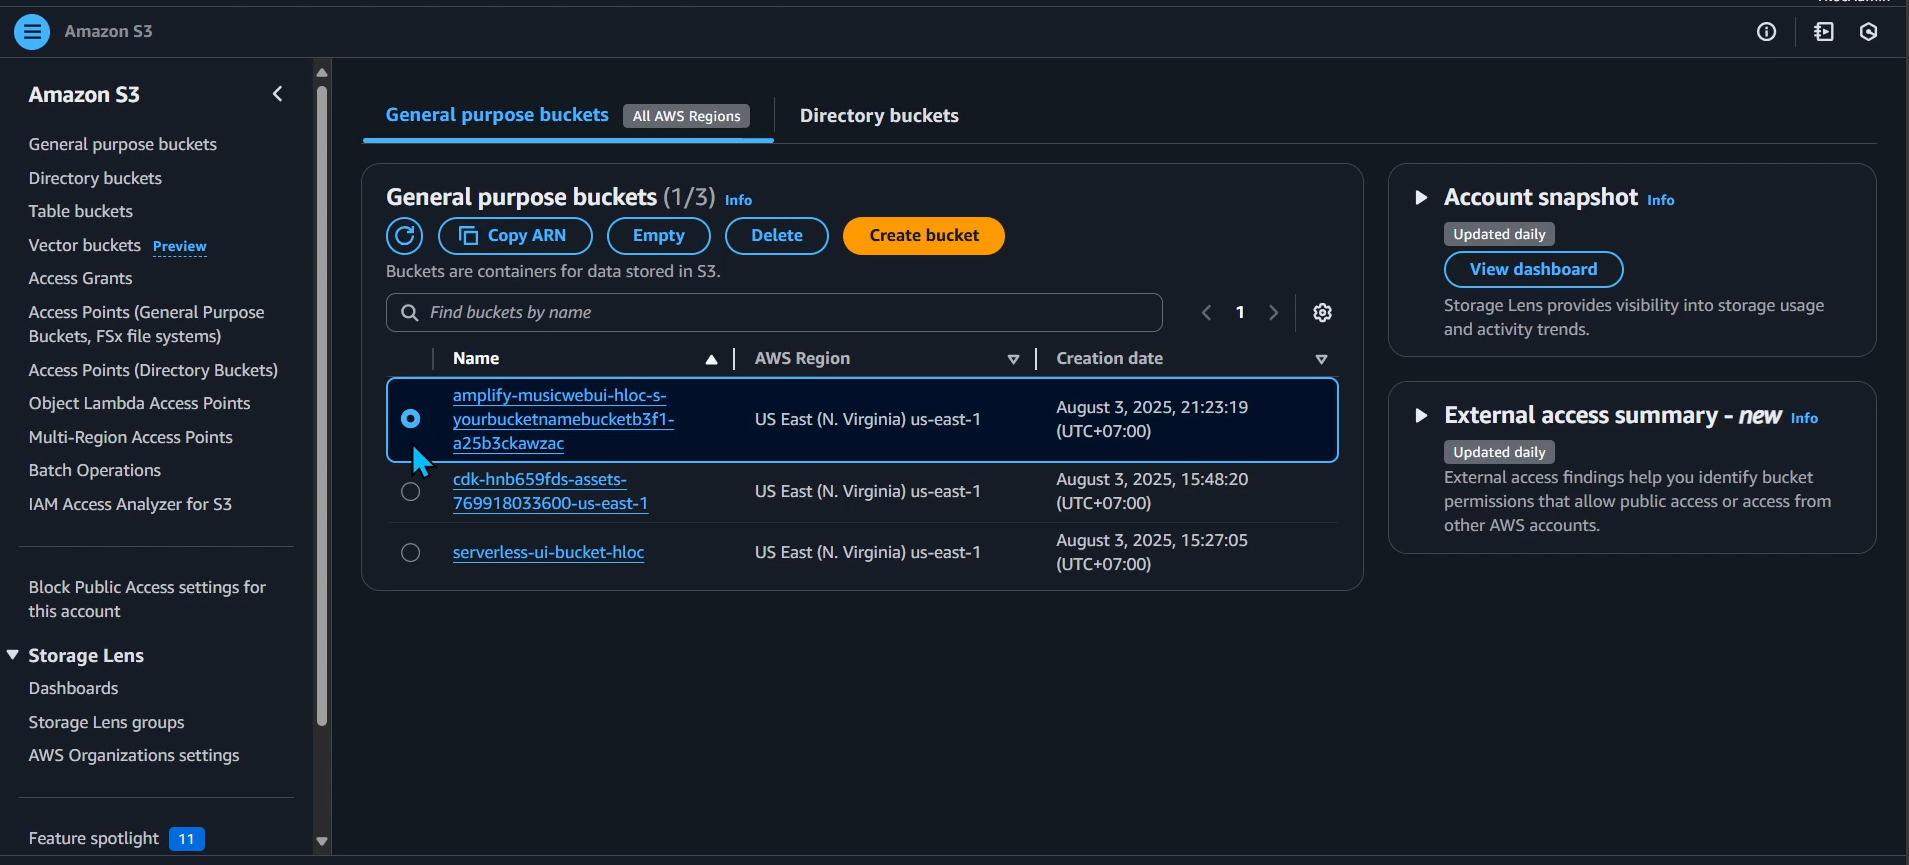 Amazon S3
Amazon S3
General purpose buckets
Directory buckets
Table buckets
Vector buckets Preview
Access Grants
Access Points (General Purpose
Buckets, FSx file systems)
Access Points (Directory Buckets)
Object Lambda Access Points
Multi-Region Access Points
Batch Operations
IAM Access Analyzer for S3
Block Public Access settings for
this account
Storage Lens
Dashboards
Storage Lens groups
AWS Organizations settings
Feature spotlight 11
General purpose buckets All AWS Regions Directory buckets
General purpose buckets (1/3) Info
Copy ARN Empty Delete Create bucket
Buckets are containers for data stored in S3.
Find buckets by name 1
Name AWS Region Creation date
amplify-musicwebui-hloc-s-
yourbucketnamebucketb3f1-
a25b3ckawzac
US East (N. Virginia) us-east-1
August 3, 2025, 21:23:19
(UTC+07:00)
cdk-hnb659fds-assets-
769918033600-us-east-1
US East (N. Virginia) us-east-1
August 3, 2025, 15:48:20
(UTC+07:00)
serverless-ui-bucket-hloc
US East (N. Virginia) us-east-1
August 3, 2025, 15:27:05
(UTC+07:00)
Account snapshot Info
Updated daily
View dashboard
Storage Lens provides visibility into storage usage
and activity trends.
External access summary - new Info
Updated daily
External access findings help you identify bucket
permissions that allow public access or access from
other AWS accounts.